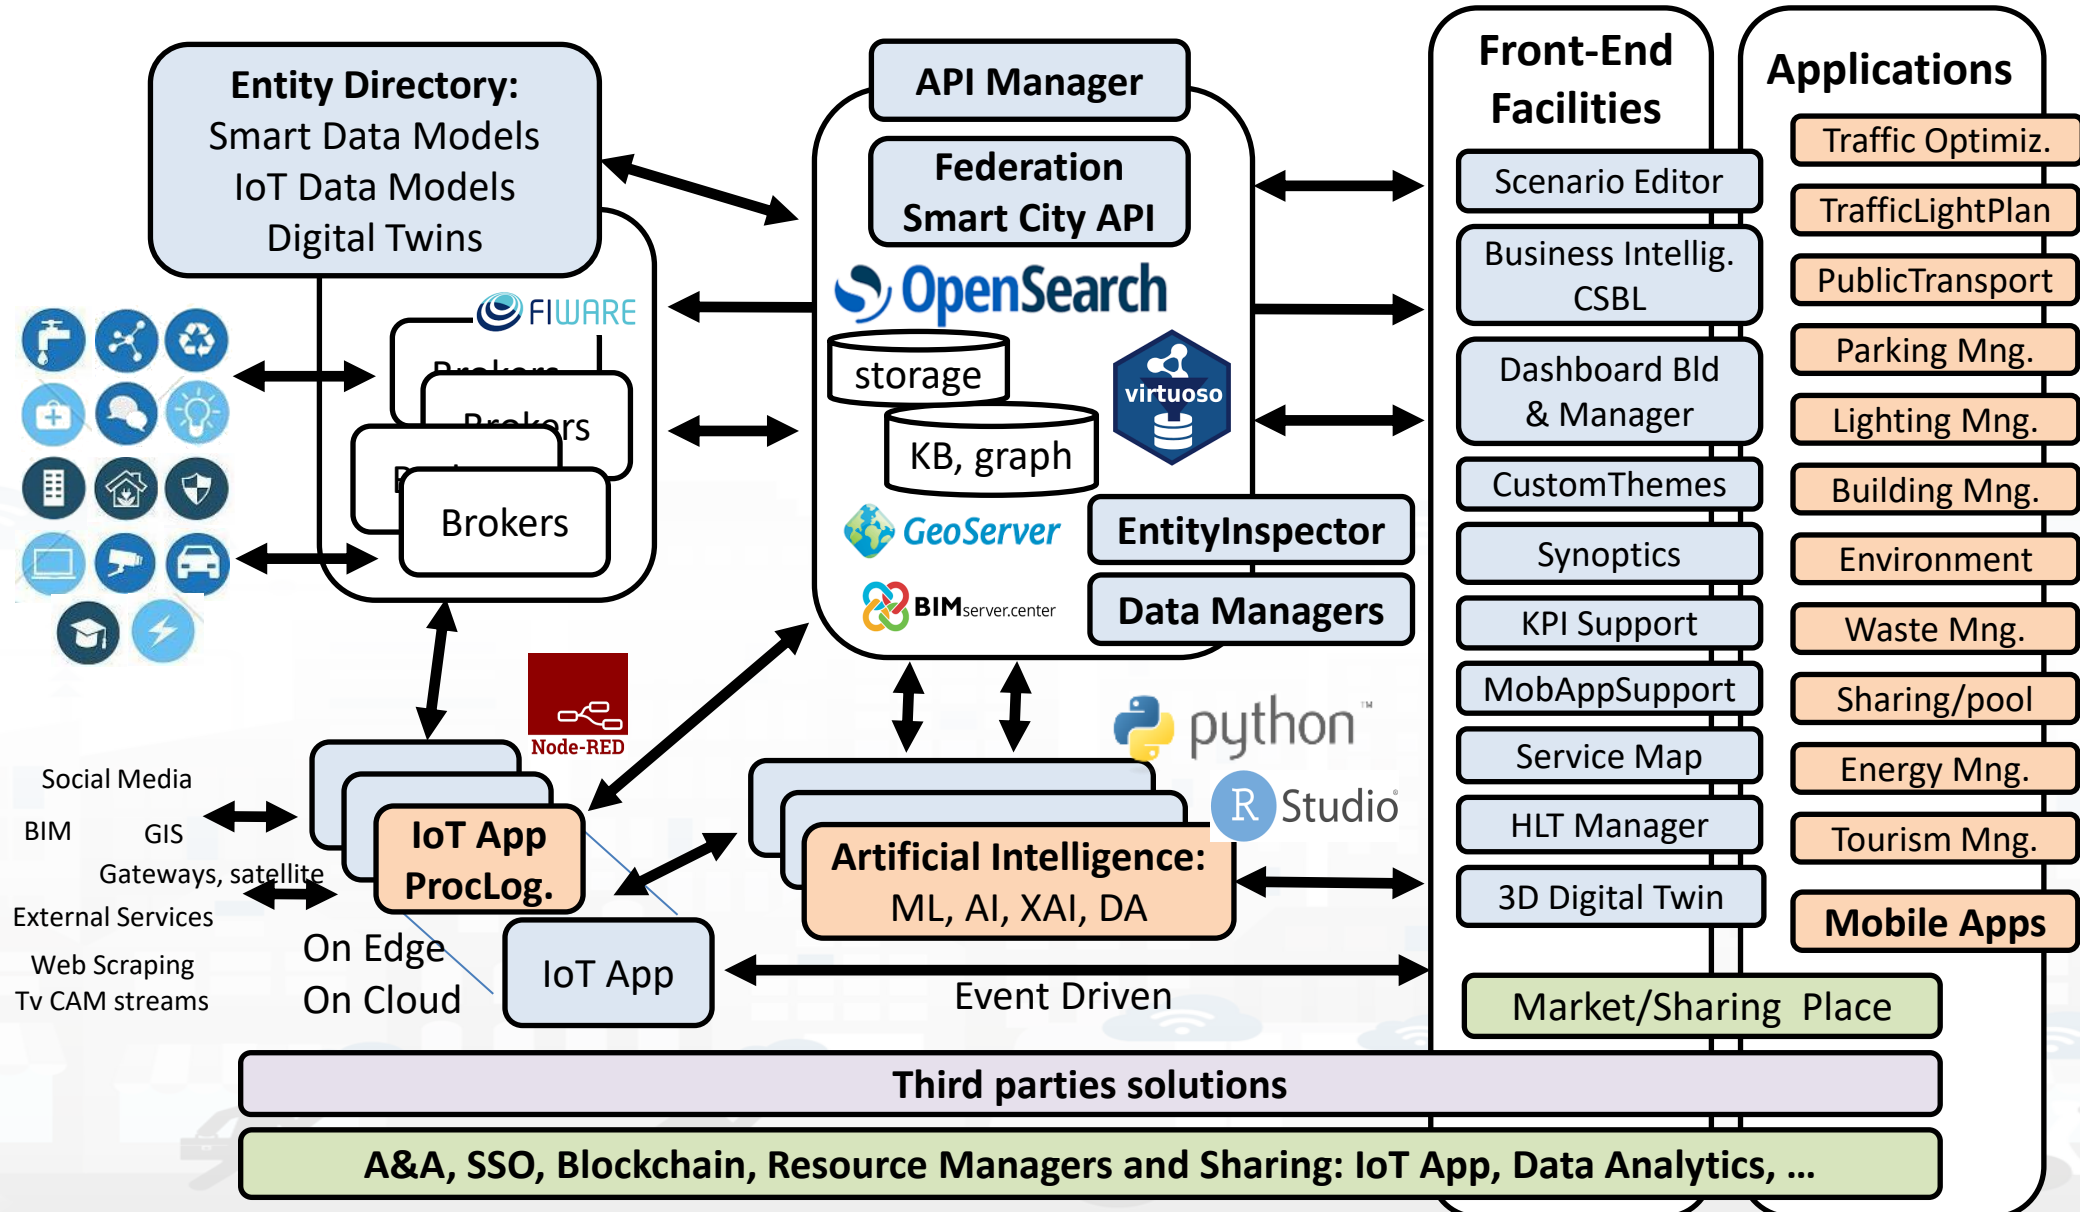 Entity Directory:
Smart Data Models
IoT Data Models
Digital Twins
FIWARE
Brokers
Brokers
Brokers
API Manager
Federation
Smart City API
OpenSearch
storage
virtuoso
KB, graph
GeoServer
EntityInspector
BIMserver.center
Data Managers
Node-RED
python™
R Studio®
Social Media
BIM
GIS
Gateways, satellite
External Services
Web Scraping
Tv CAM streams
IoT App
ProcLog.
On Edge
On Cloud
IoT App
Artificial Intelligence:
ML, AI, XAI, DA
Event Driven
Front-End
Facilities
Scenario Editor
Business Intellig.
CSBL
Dashboard Bld
& Manager
CustomThemes
Synoptics
KPI Support
MobAppSupport
Service Map
HLT Manager
3D Digital Twin
Applications
Traffic Optimiz.
TrafficLightPlan
PublicTransport
Parking Mng.
Lighting Mng.
Building Mng.
Environment
Waste Mng.
Sharing/pool
Energy Mng.
Tourism Mng.
Mobile Apps
Market/Sharing Place
Third parties solutions
A&A, SSO, Blockchain, Resource Managers and Sharing: IoT App, Data Analytics, ...